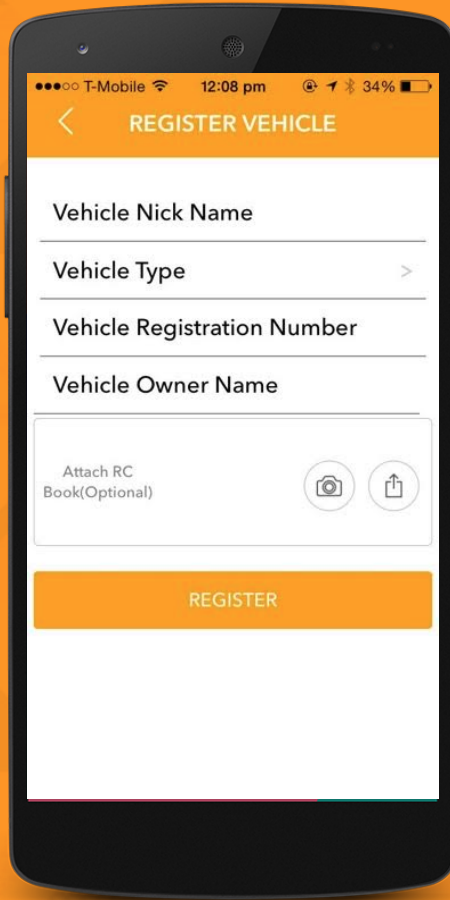 T-Mobile 12:08 pm 34%
REGISTER VEHICLE
Vehicle Nick Name
Vehicle Type >
Vehicle Registration Number
Vehicle Owner Name
Attach RC
Book(Optional)
REGISTER